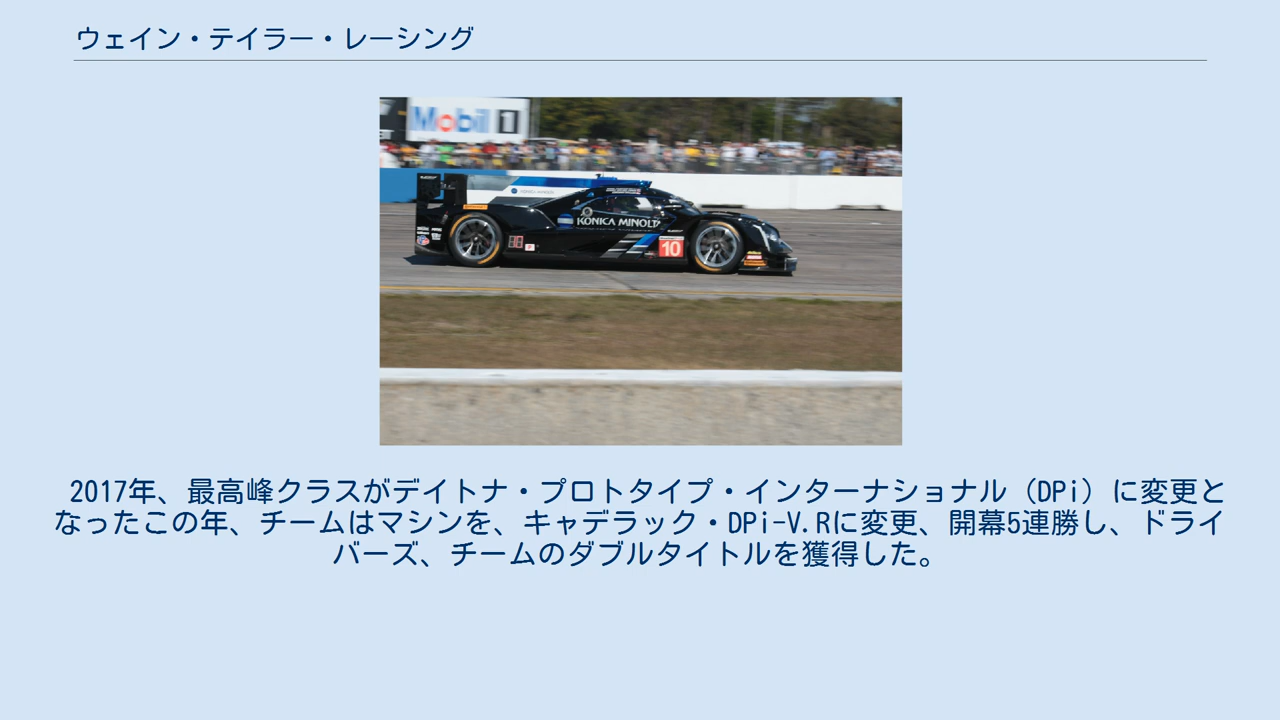 ウェイン・テイラー・レーシング
Mobil 1
KONICA MINOLTA
KONICA MINOLTA
10
2017年、最高峰クラスがデイトナ・プロトタイプ・インターナショナル（DPi）に変更と
なったこの年、チームはマシンを、キャデラック・DPi-V.Rに変更、開幕5連勝し、ドライ
バーズ、チームのダブルタイトルを獲得した。